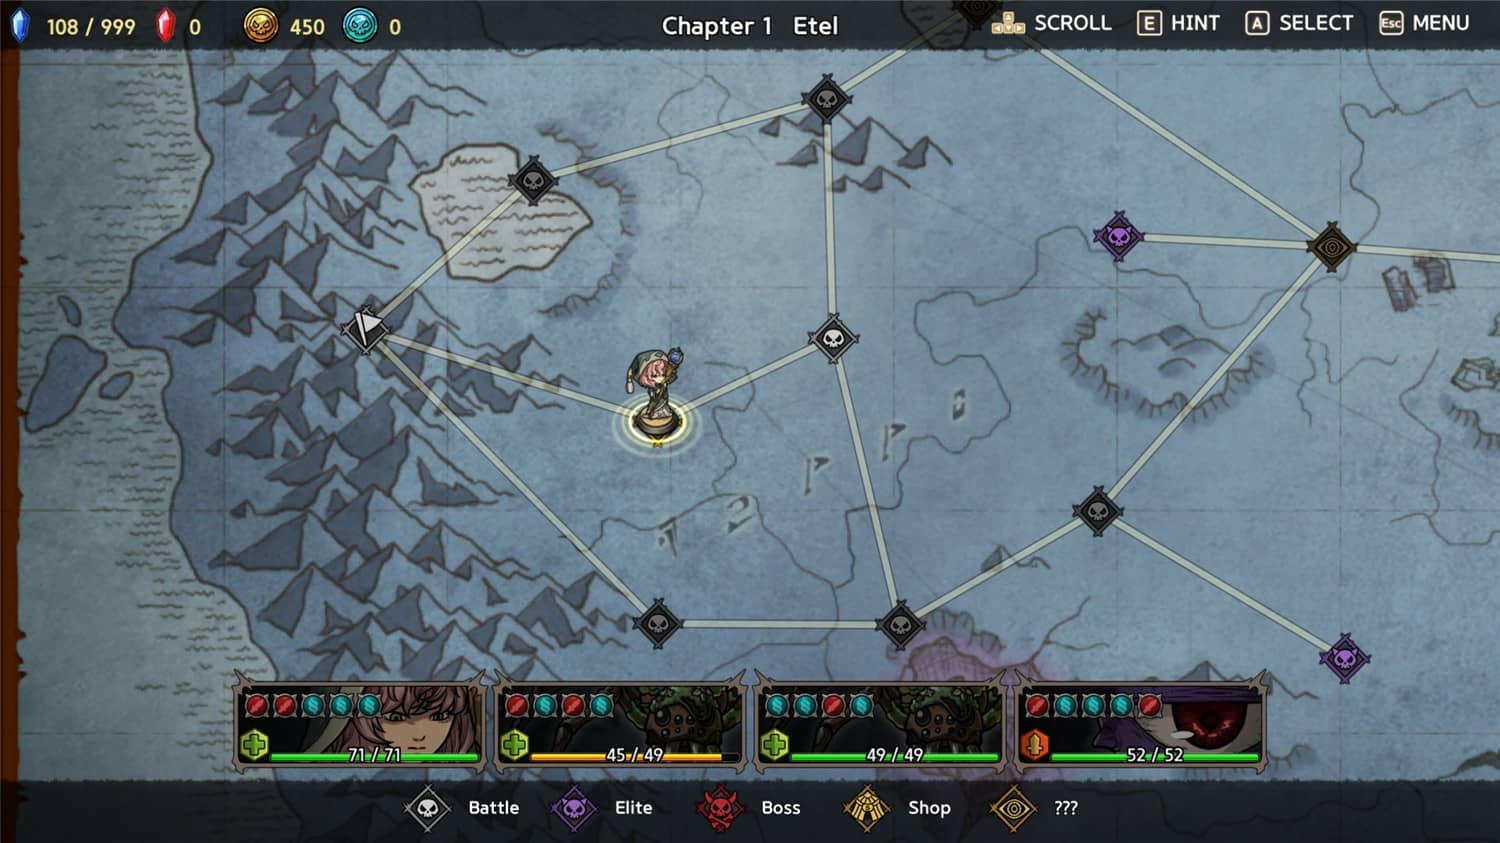 108 / 999 0 450 0 Chapter 1 Etel SCROLL E HINT A SELECT Esc MENU
71 / 71 45 / 49 49 / 49 52 / 52
Battle Elite Boss Shop ???